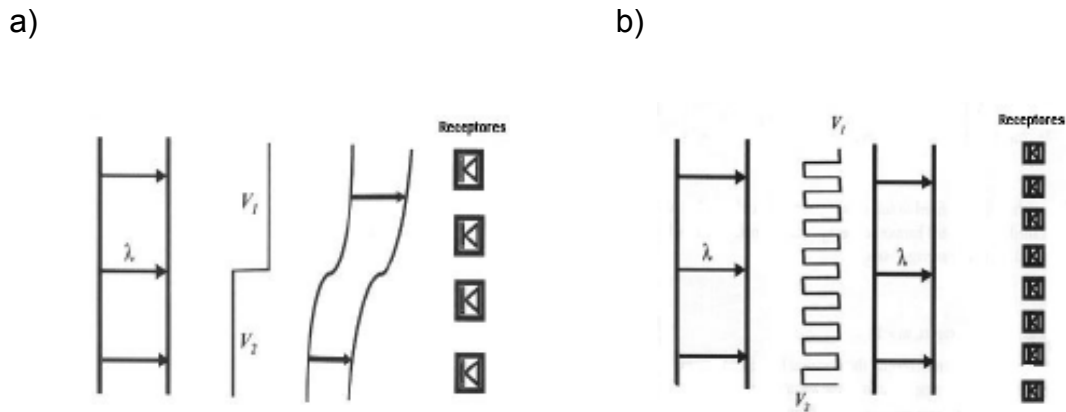 a)
b)
Receptores
V1
λ
V2
Receptores
V1
λ
λ
V2